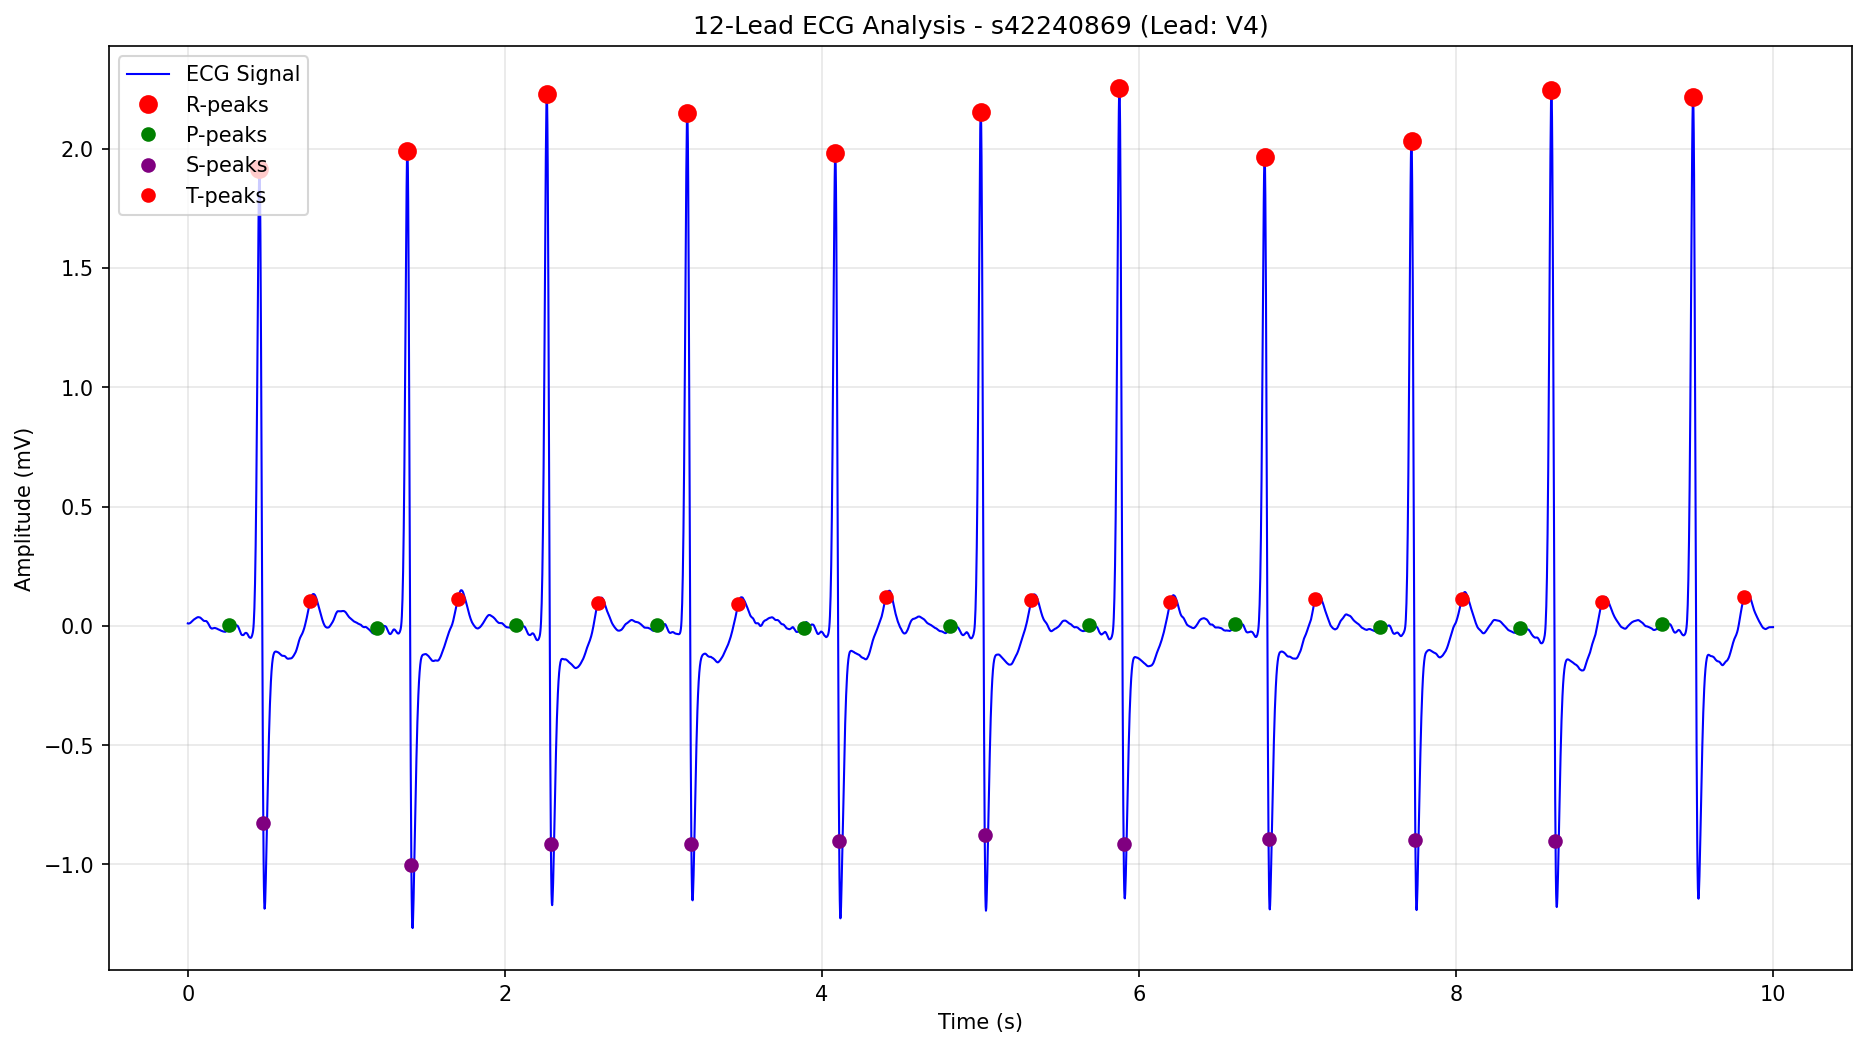 12-Lead ECG Analysis - s42240869 (Lead: V4)
ECG Signal
R-peaks
P-peaks
S-peaks
T-peaks
Amplitude (mV)
2.0
1.5
1.0
0.5
0.0
−0.5
−1.0
0 2 4 6 8 10
Time (s)